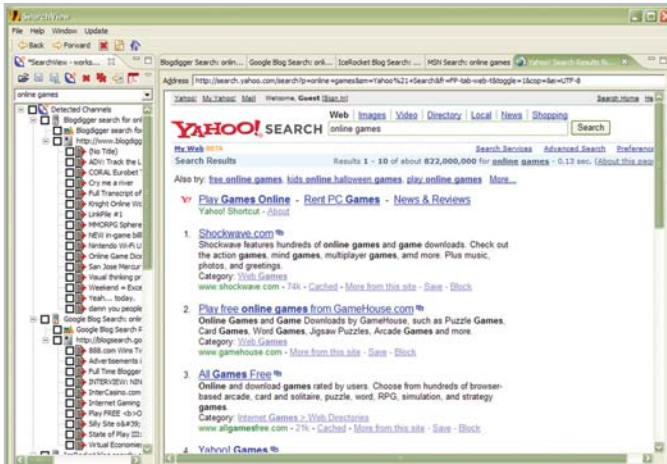 SearchView
File Help Window Update
Back Forward
*SearchView - works...
online games
Detected Channels
Blogdigger Search for onl
Blogdigger search fo
http://www.blogdigg
(No Title)
ADV: Track the L
CORAL Eurobet T
Cry me a river
Full Transcript of
Knight Online Wo
LinkPile #1
MMORPG Sphere
NEW in-game bill
Nintendo Wi-Fi U
Online Game Dice
San Jose Mercur
Visual thinking pr
Weekend = Exce
Yeah... today.
damn you people
Google Blog Search: onlin
Google Blog Search R
http://blogsearch.go
888.com Wins T
Advertisements i
Full Time Blogger
INTERVIEW: NIN
InterCasino.com
Internet Gaming
Play FREE <b>O
Silly Site o&#39;
State of Play III:
Virtual Economies
Blogdigger Search: onlin... Google Blog Search: onl... IceRocket Blog Search: ... MSN Search: online games Yahoo! Search Results fo...
Address http://search.yahoo.com/search?p=online+games&sm=Yahoo%21+Search&fr=FP-tab-web-t&toggle=1&cop=&ei=UTF-8
Yahoo! My Yahoo! Mail Welcome, Guest [Sign In] Search Home
Web Images Video Directory Local News Shopping
YAHOO! SEARCH online games Search
My Web BETA Search Services Advanced Search Preference
Search Results Results 1 - 10 of about 822,000,000 for online games - 0.13 sec. (About this page
Also try: free online games, kids online halloween games, play online games More...
Y! Play Games Online - Rent PC Games - News & Reviews
Yahoo! Shortcut - About
1. Shockwave.com
Shockwave features hundreds of online games and game downloads. Check out
the action games, mind games, multiplayer games, amd more. Plus music,
photos, and greetings.
Category: Web Games
www.shockwave.com - 74k - Cached - More from this site - Save - Block
2. Play free online games from GameHouse.com
Online Games and Game Downloads by GameHouse, such as Puzzle Games,
Card Games, Word Games, Jigsaw Puzzles, Arcade Games and more.
Category: Web Games
www.gamehouse.com - More from this site - Save - Block
3. All Games Free
Online and download games rated by users. Choose from hundreds of browser-
based arcade, card and solitaire, puzzle, word, RPG, simulation, and strategy
games.
Category: Internet Games > Web Directories
www.allgamesfree.com - 21k - Cached - More from this site - Save - Block
4. Yahoo! Games